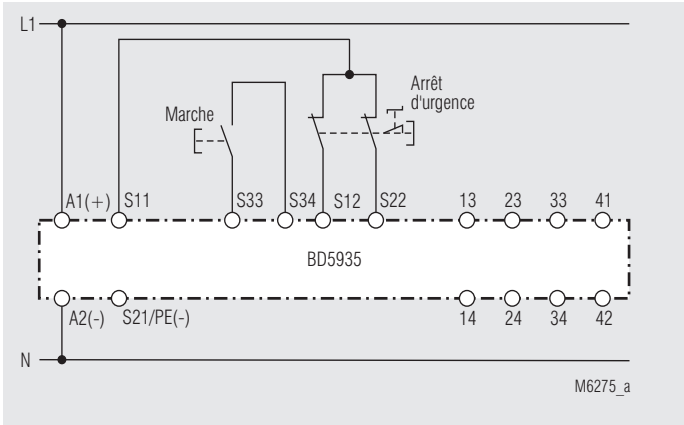 L1
Arrêt
d'urgence
Marche
A1(+) S11 S33 S34 S12 S22 13 23 33 41
BD5935
A2(-) S21/PE(-) 14 24 34 42
N
M6275_a